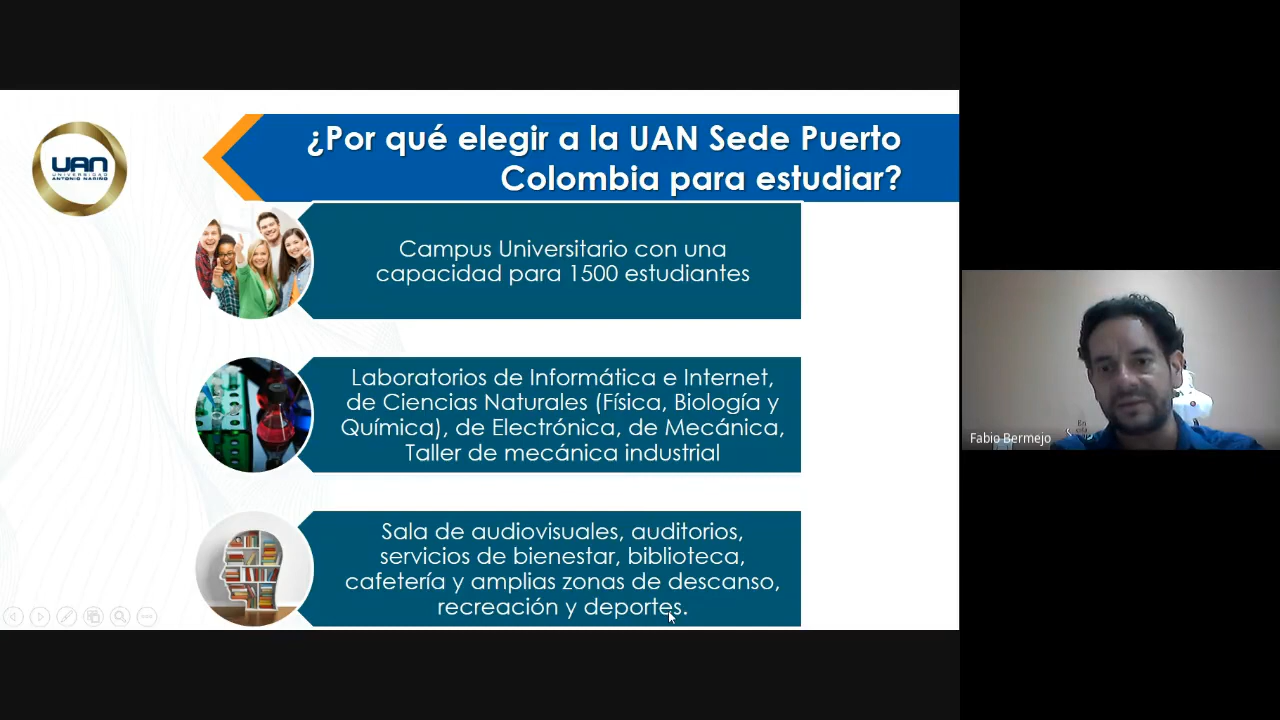 UAN
UNIVERSIDAD
ANTONIO NARIÑO
¿Por qué elegir a la UAN Sede Puerto
Colombia para estudiar?
Campus Universitario con una
capacidad para 1500 estudiantes
Laboratorios de Informática e Internet,
de Ciencias Naturales (Física, Biología y
Química), de Electrónica, de Mecánica,
Taller de mecánica industrial
Sala de audiovisuales, auditorios,
servicios de bienestar, biblioteca,
cafetería y amplias zonas de descanso,
recreación y deportes.
Fabio Bermejo